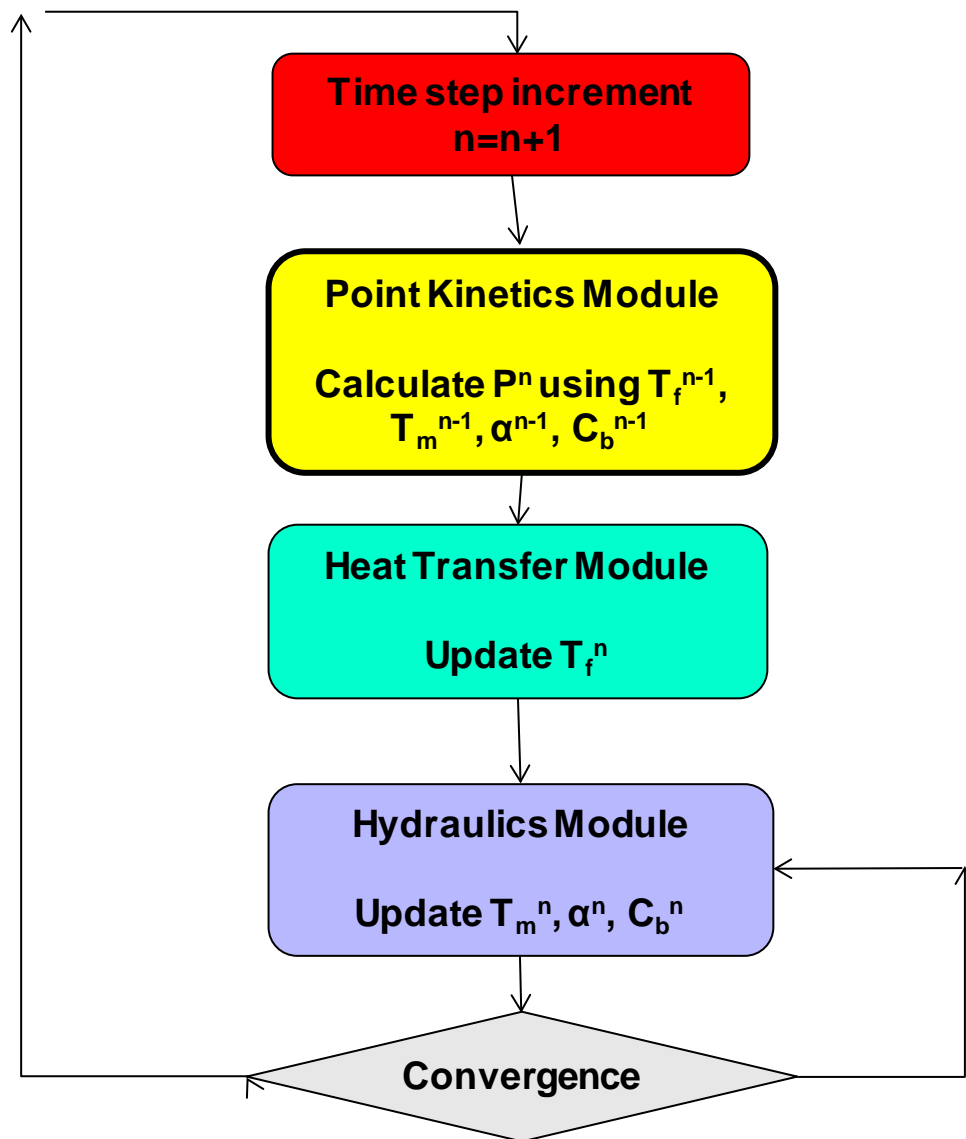 Time step increment
n=n+1
Point Kinetics Module
Calculate Pⁿ using T_f^n-1,
T_m^n-1, α^n-1, C_b^n-1
Heat Transfer Module
Update T_f^n
Hydraulics Module
Update T_m^n, α^n, C_b^n
Convergence